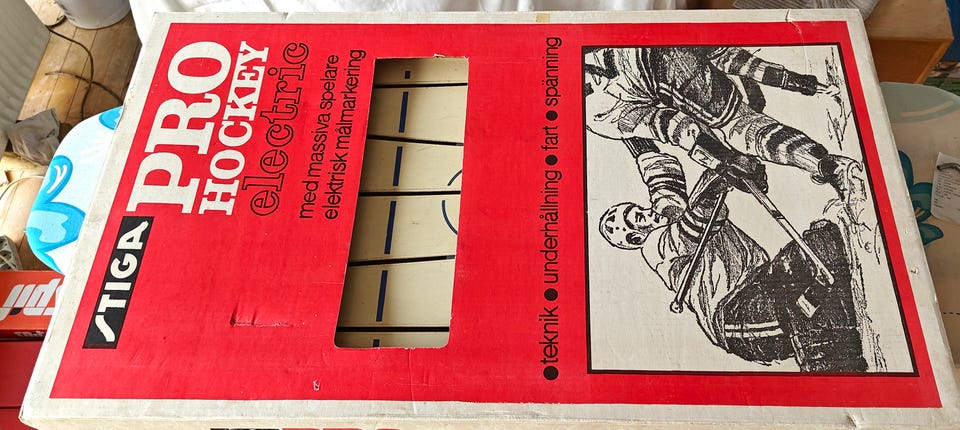 STIGA
PRO
HOCKEY
electric
med massiva spelare
elektrisk målmarkering
●teknik ●underhållning ●fart ●spänning